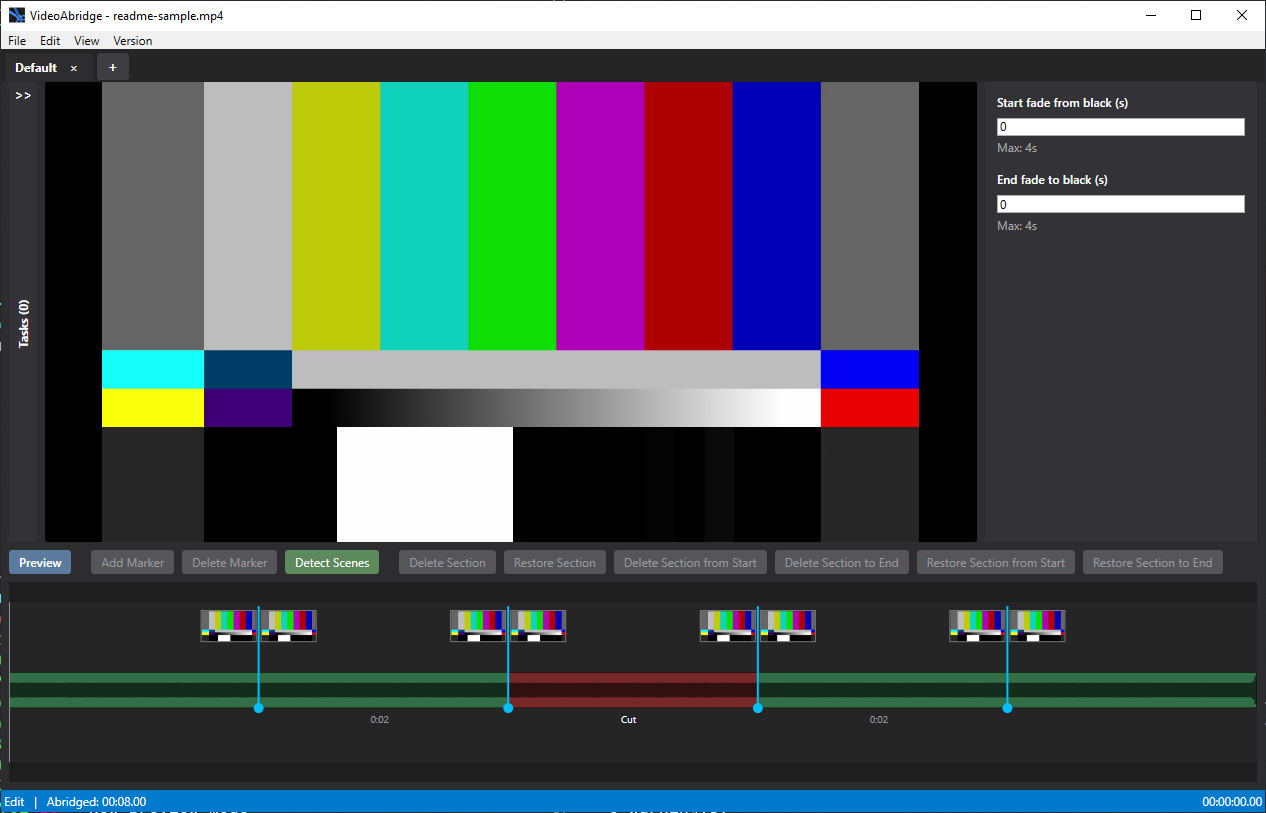 VideoAbridge - readme-sample.mp4
File Edit View Version
Default × +
>>
Tasks (0)
Start fade from black (s)
0
Max: 4s
End fade to black (s)
0
Max: 4s
Preview Add Marker Delete Marker Detect Scenes Delete Section Restore Section Delete Section from Start Delete Section to End Restore Section from Start Restore Section to End
0:02 Cut 0:02
Edit | Abridged: 00:08.00 00:00:00.00